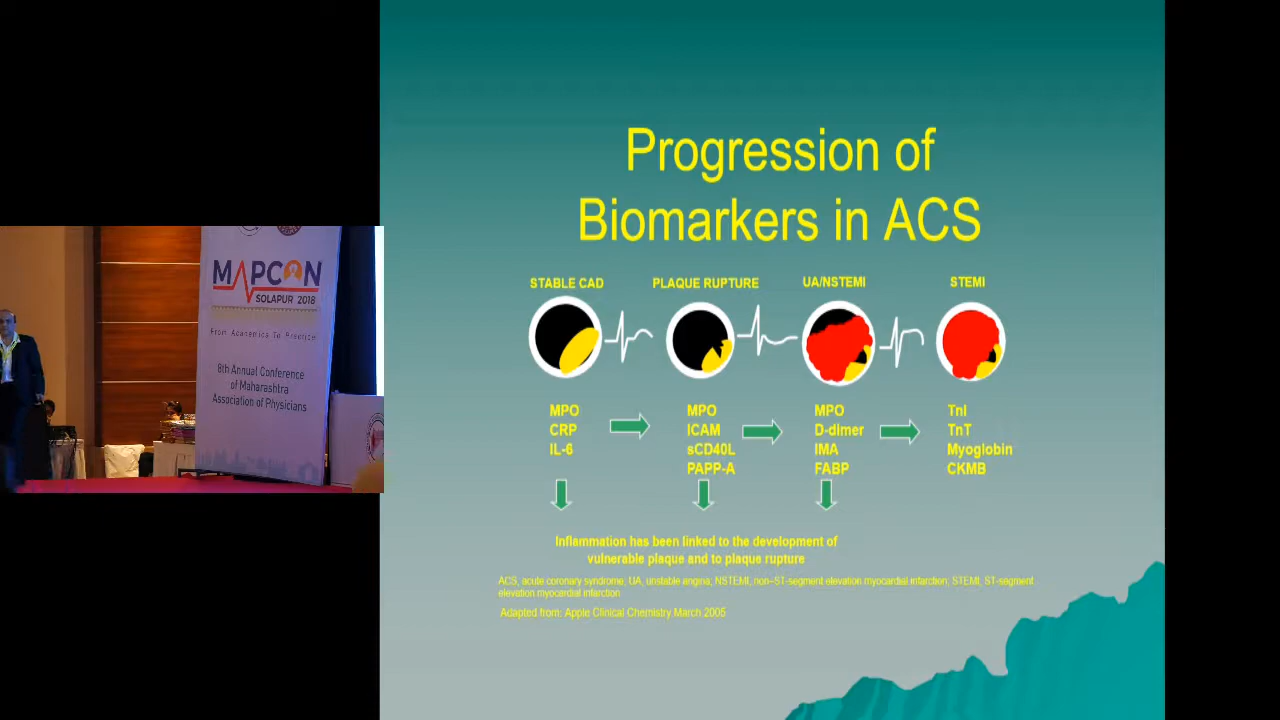 MAPCON
SOLAPUR 2018
From Academics To Practice
8th Annual Conference
of Maharashtra
Association of Physicians
Progression of
Biomarkers in ACS
STABLE CAD
PLAQUE RUPTURE
UA/NSTEMI
STEMI
MPO
CRP
IL-6
MPO
ICAM
sCD40L
PAPP-A
MPO
D-dimer
IMA
FABP
TnI
TnT
Myoglobin
CKMB
Inflammation has been linked to the development of
vulnerable plaque and to plaque rupture
ACS, acute coronary syndrome; UA, unstable angina; NSTEMI, non–ST-segment elevation myocardial infarction; STEMI, ST-segment
elevation myocardial infarction
Adapted from: Apple Clinical Chemistry March 2005